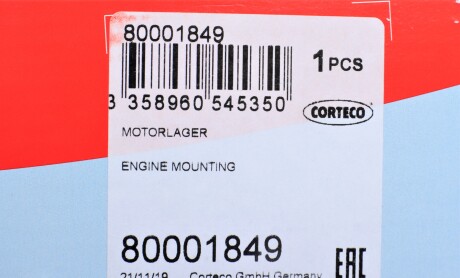 80001849
1 PCS
3 358960 545350
CORTECO
MOTORLAGER
ENGINE MOUNTING
80001849
EAC
21/11/19 Corteco GmbH Germany